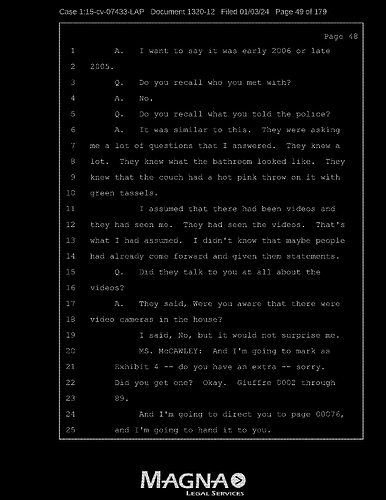 Case 1:15-cv-07433-LAP Document 1320-12 Filed 01/03/24 Page 49 of 179
Page 48
1 A. I want to say it was early 2006 or late
2 2005.
3 Q. Do you recall who you met with?
4 A. No.
5 Q. Do you recall what you told the police?
6 A. It was similar to this. They were asking
7 me a lot of questions that I answered. They knew a
8 lot. They knew what the bathroom looked like. They
9 knew that the couch had a hot pink throw on it with
10 green tassels.
11 I assumed that there had been videos and
12 they had seen me. They had seen the videos. That's
13 what I had assumed. I didn't know that maybe people
14 had already come forward and given them statements.
15 Q. Did they talk to you at all about the
16 videos?
17 A. They said, Were you aware that there were
18 video cameras in the house?
19 I said, No, but it would not surprise me.
20 MS. McCAWLEY: And I'm going to mark as
21 Exhibit 4 -- do you have an extra -- sorry.
22 Did you get one? Okay. Giuffre 0002 through
23 89.
24 And I'm going to direct you to page 00076,
25 and I'm going to hand it to you.
MAGNA
LEGAL SERVICES